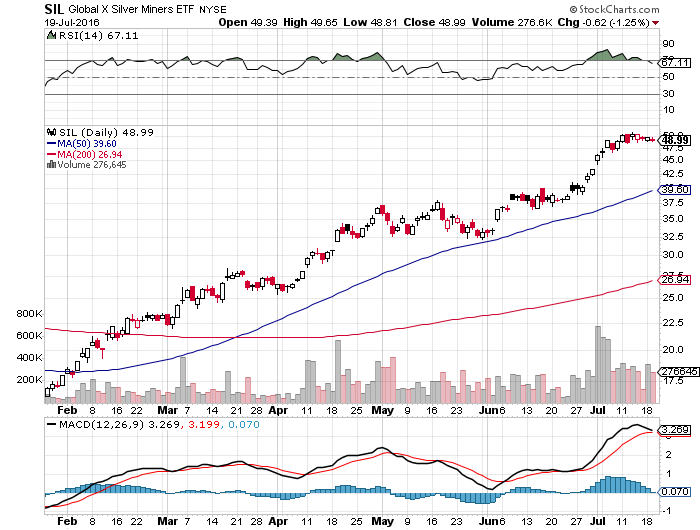 SIL Global X Silver Miners ETF NYSE © StockCharts.com
19-Jul-2016 Open 49.39 High 49.65 Low 48.81 Close 48.99 Volume 276.6K Chg -0.62 (-1.25%)
RSI(14) 67.11
90
70
67.11
50
30
10
SIL (Daily) 48.99
MA(50) 39.60
MA(200) 26.94
Volume 276,645
48.99
47.5
45.0
42.5
39.60
37.5
35.0
32.5
30.0
26.94
25.0
22.5
20.0
17.5
800K
600K
400K
200K
276645
Feb 8 16 22 Mar 7 14 21 28 Apr 11 18 25 May 9 16 23 Jun 6 13 20 27 Jul 11 18
MACD(12,26,9) 3.269, 3.199, 0.070
3.269
2
1
0.070
-1
Feb 8 16 22 Mar 7 14 21 28 Apr 11 18 25 May 9 16 23 Jun 6 13 20 27 Jul 11 18